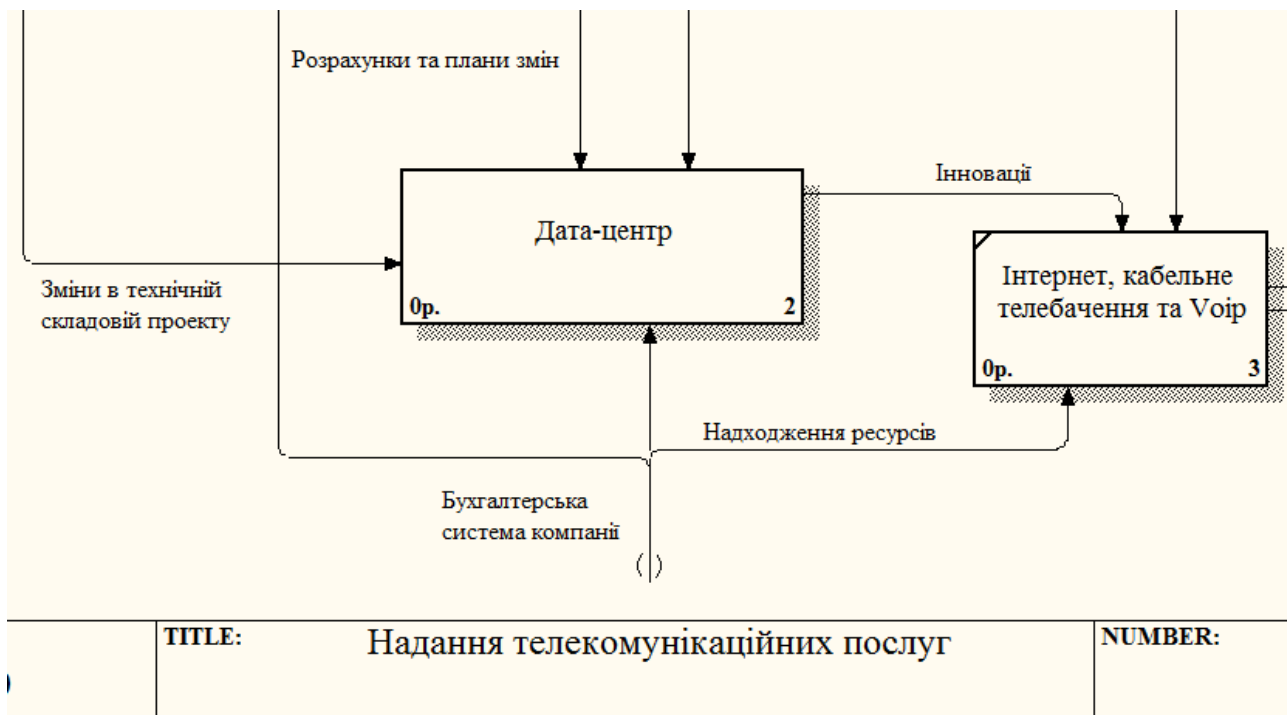 Розрахунки та плани змін
Інновації
Дата-центр
0р.
2
Інтернет, кабельне
телебачення та Voip
0р.
3
Зміни в технічній
складовій проекту
Надходження ресурсів
Бухгалтерська
система компанії
TITLE:
Надання телекомунікаційних послуг
NUMBER: